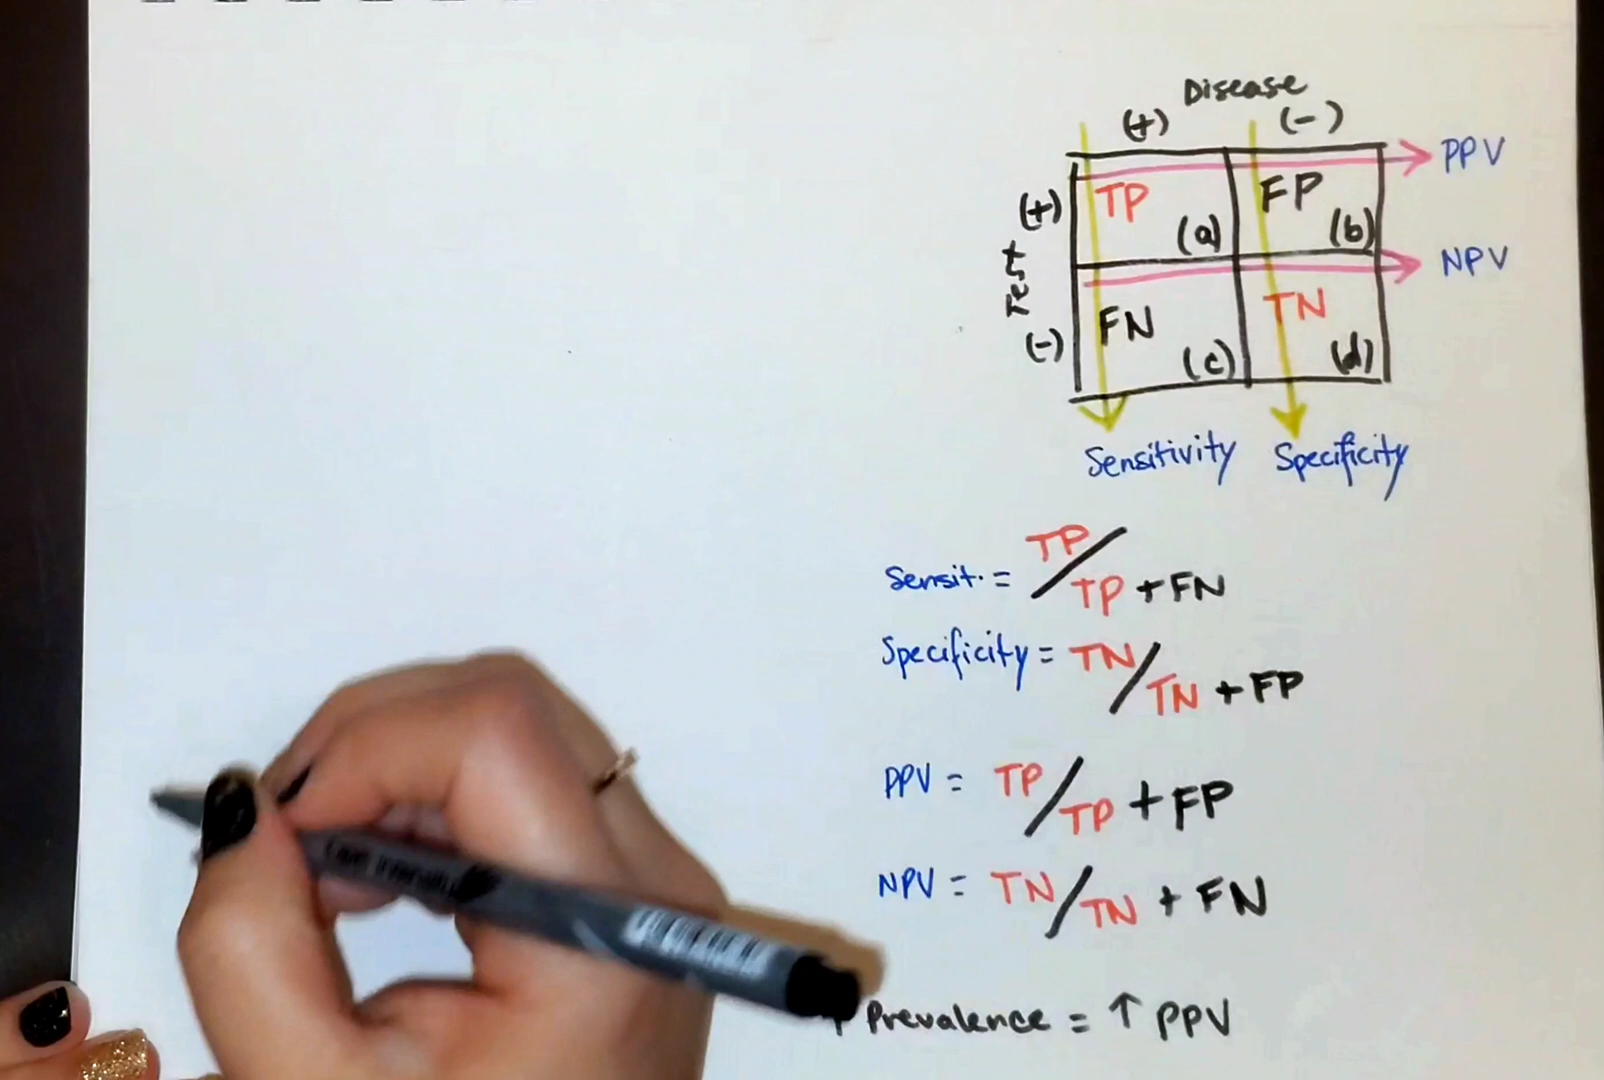 Disease
(+) (-)
PPV
(+) TP FP
(a) (b)
Test
NPV
(-) FN TN
(c) (d)
Sensitivity Specificity
Sensit. = TP/TP + FN
Specificity = TN/TN + FP
PPV = TP/TP + FP
NPV = TN/TN + FN
Prevalence = ↑ PPV